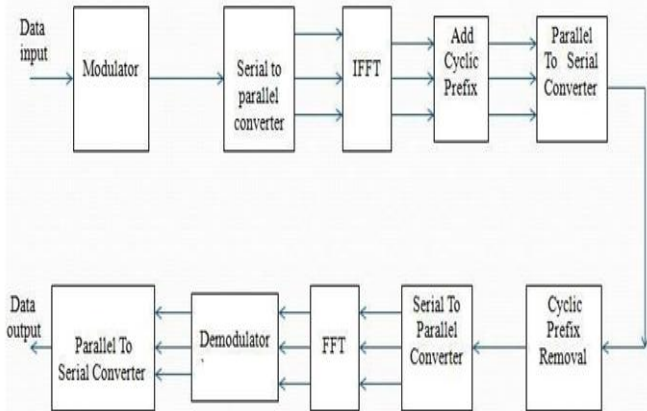 Data
input
Modulator
Serial to
parallel
converter
IFFT
Add
Cyclic
Prefix
Parallel
To Serial
Converter
Data
output
Parallel To
Serial Converter
Demodulator
FFT
Serial To
Parallel
Converter
Cyclic
Prefix
Removal